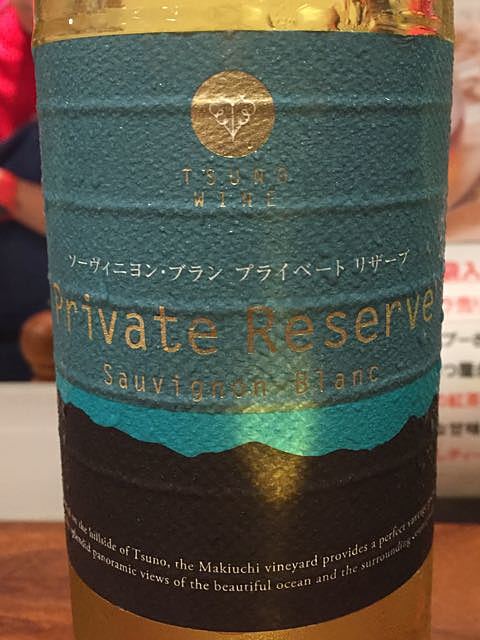 TSUNO
WINE
ソーヴィニヨン・ブラン プライベート リザーブ
Private Reserve
Sauvignon Blanc
on the hillside of Tsuno, the Makiuchi vineyard provides a perfect
splendid panoramic views of the beautiful ocean and the surrounding